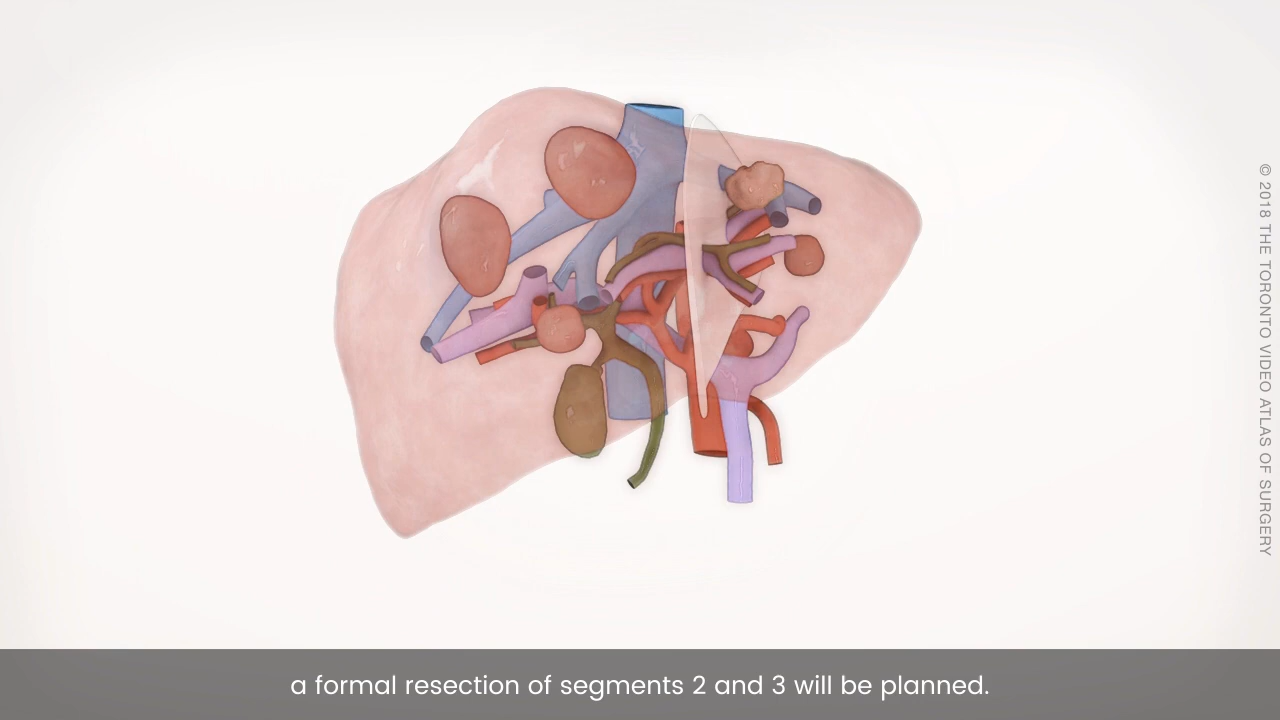 © 2018 THE TORONTO VIDEO ATLAS OF SURGERY
a formal resection of segments 2 and 3 will be planned.